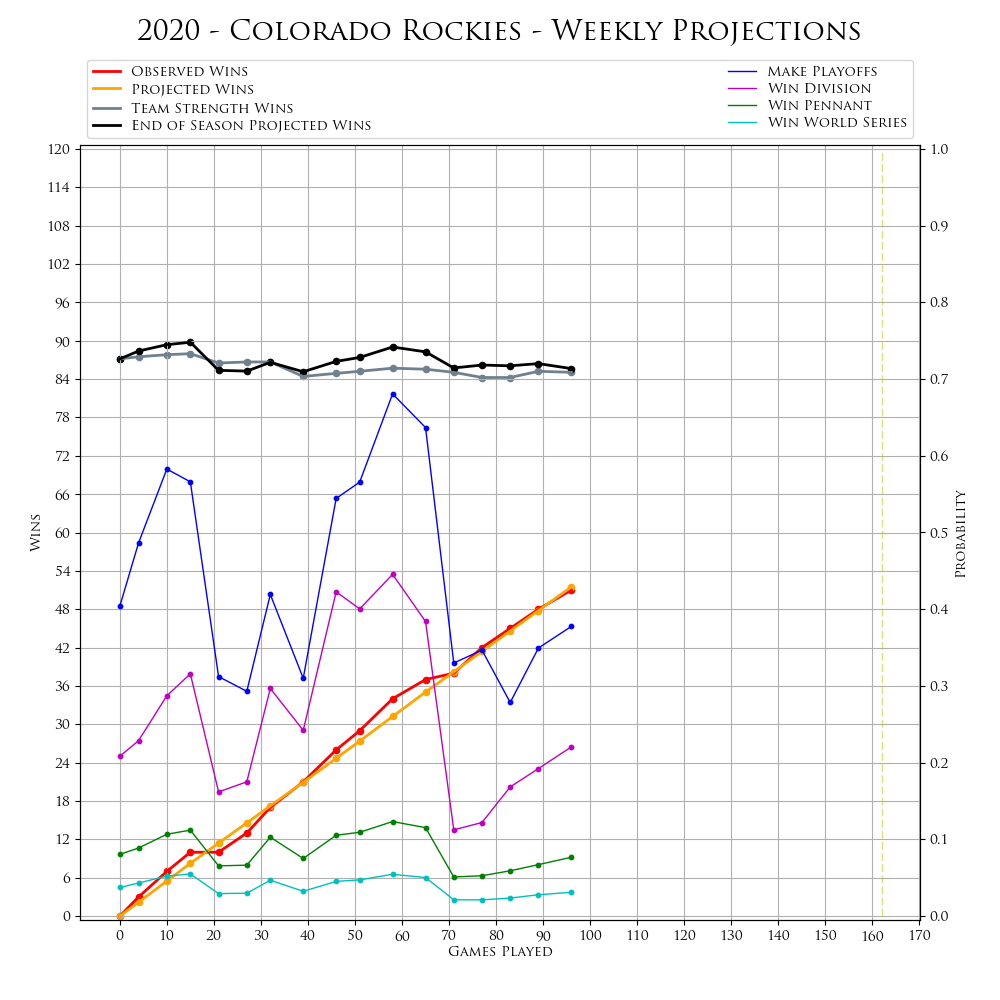 2020 - Colorado Rockies - Weekly Projections
Observed Wins
Projected Wins
Team Strength Wins
End of Season Projected Wins
Make Playoffs
Win Division
Win Pennant
Win World Series
120
114
108
102
96
90
84
78
72
66
60
54
48
42
36
30
24
18
12
6
0
Wins
1.0
0.9
0.8
0.7
0.6
0.5
0.4
0.3
0.2
0.1
0.0
Probability
0 10 20 30 40 50 60 70 80 90 100 110 120 130 140 150 160 170
Games Played